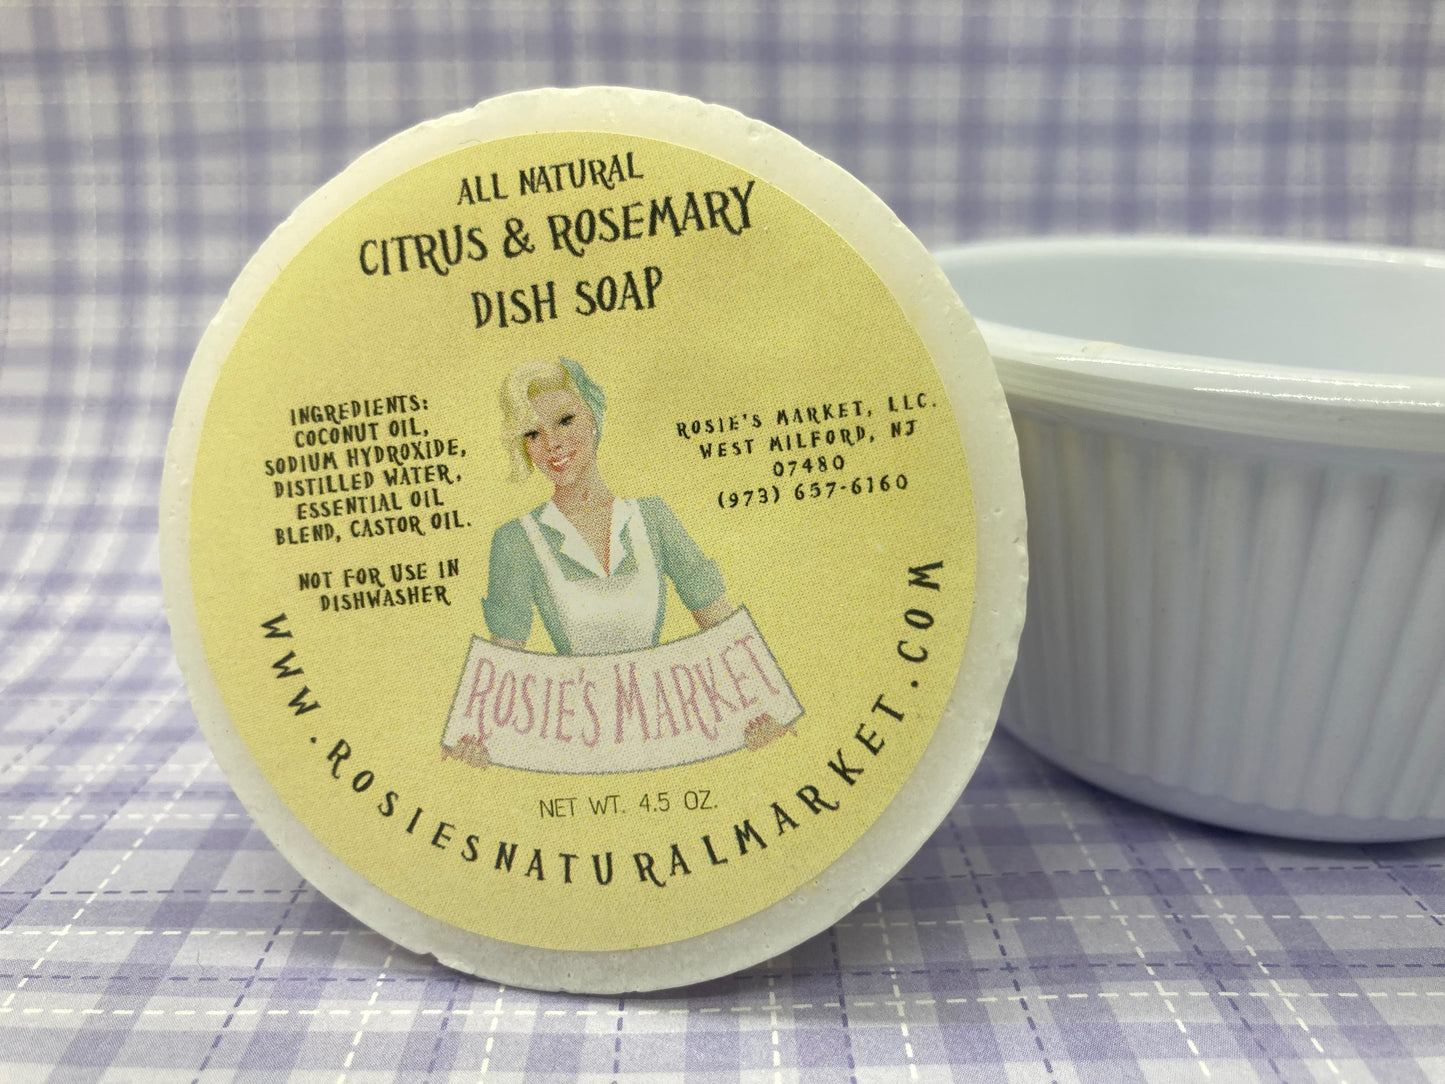 ALL NATURAL
CITRUS & ROSEMARY
DISH SOAP
INGREDIENTS:
COCONUT OIL,
SODIUM HYDROXIDE,
DISTILLED WATER,
ESSENTIAL OIL
BLEND, CASTOR OIL.
NOT FOR USE IN
DISHWASHER
ROSIE'S MARKET, LLC.
WEST MILFORD, NJ
07480
(973) 657-6160
ROSIE'S MARKET
NET WT. 4.5 OZ.
WWW.ROSIESNATURALMARKET.COM